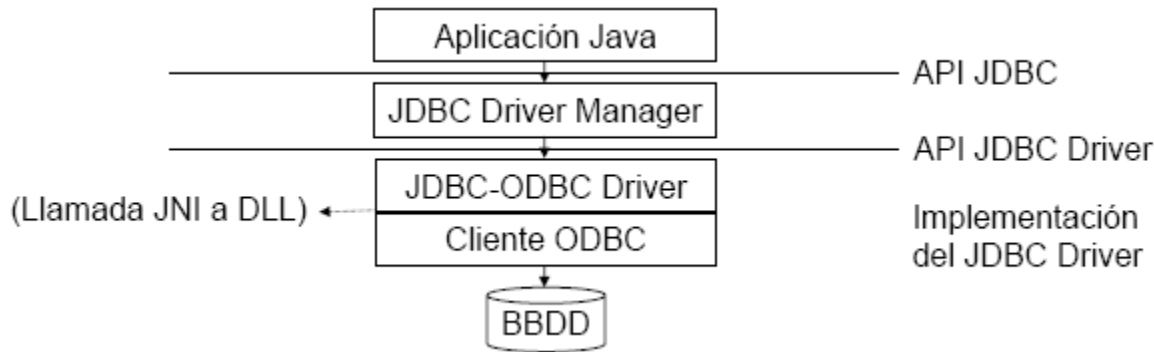 Aplicación Java
API JDBC
JDBC Driver Manager
API JDBC Driver
JDBC-ODBC Driver
(Llamada JNI a DLL)
Cliente ODBC
Implementación
del JDBC Driver
BBDD